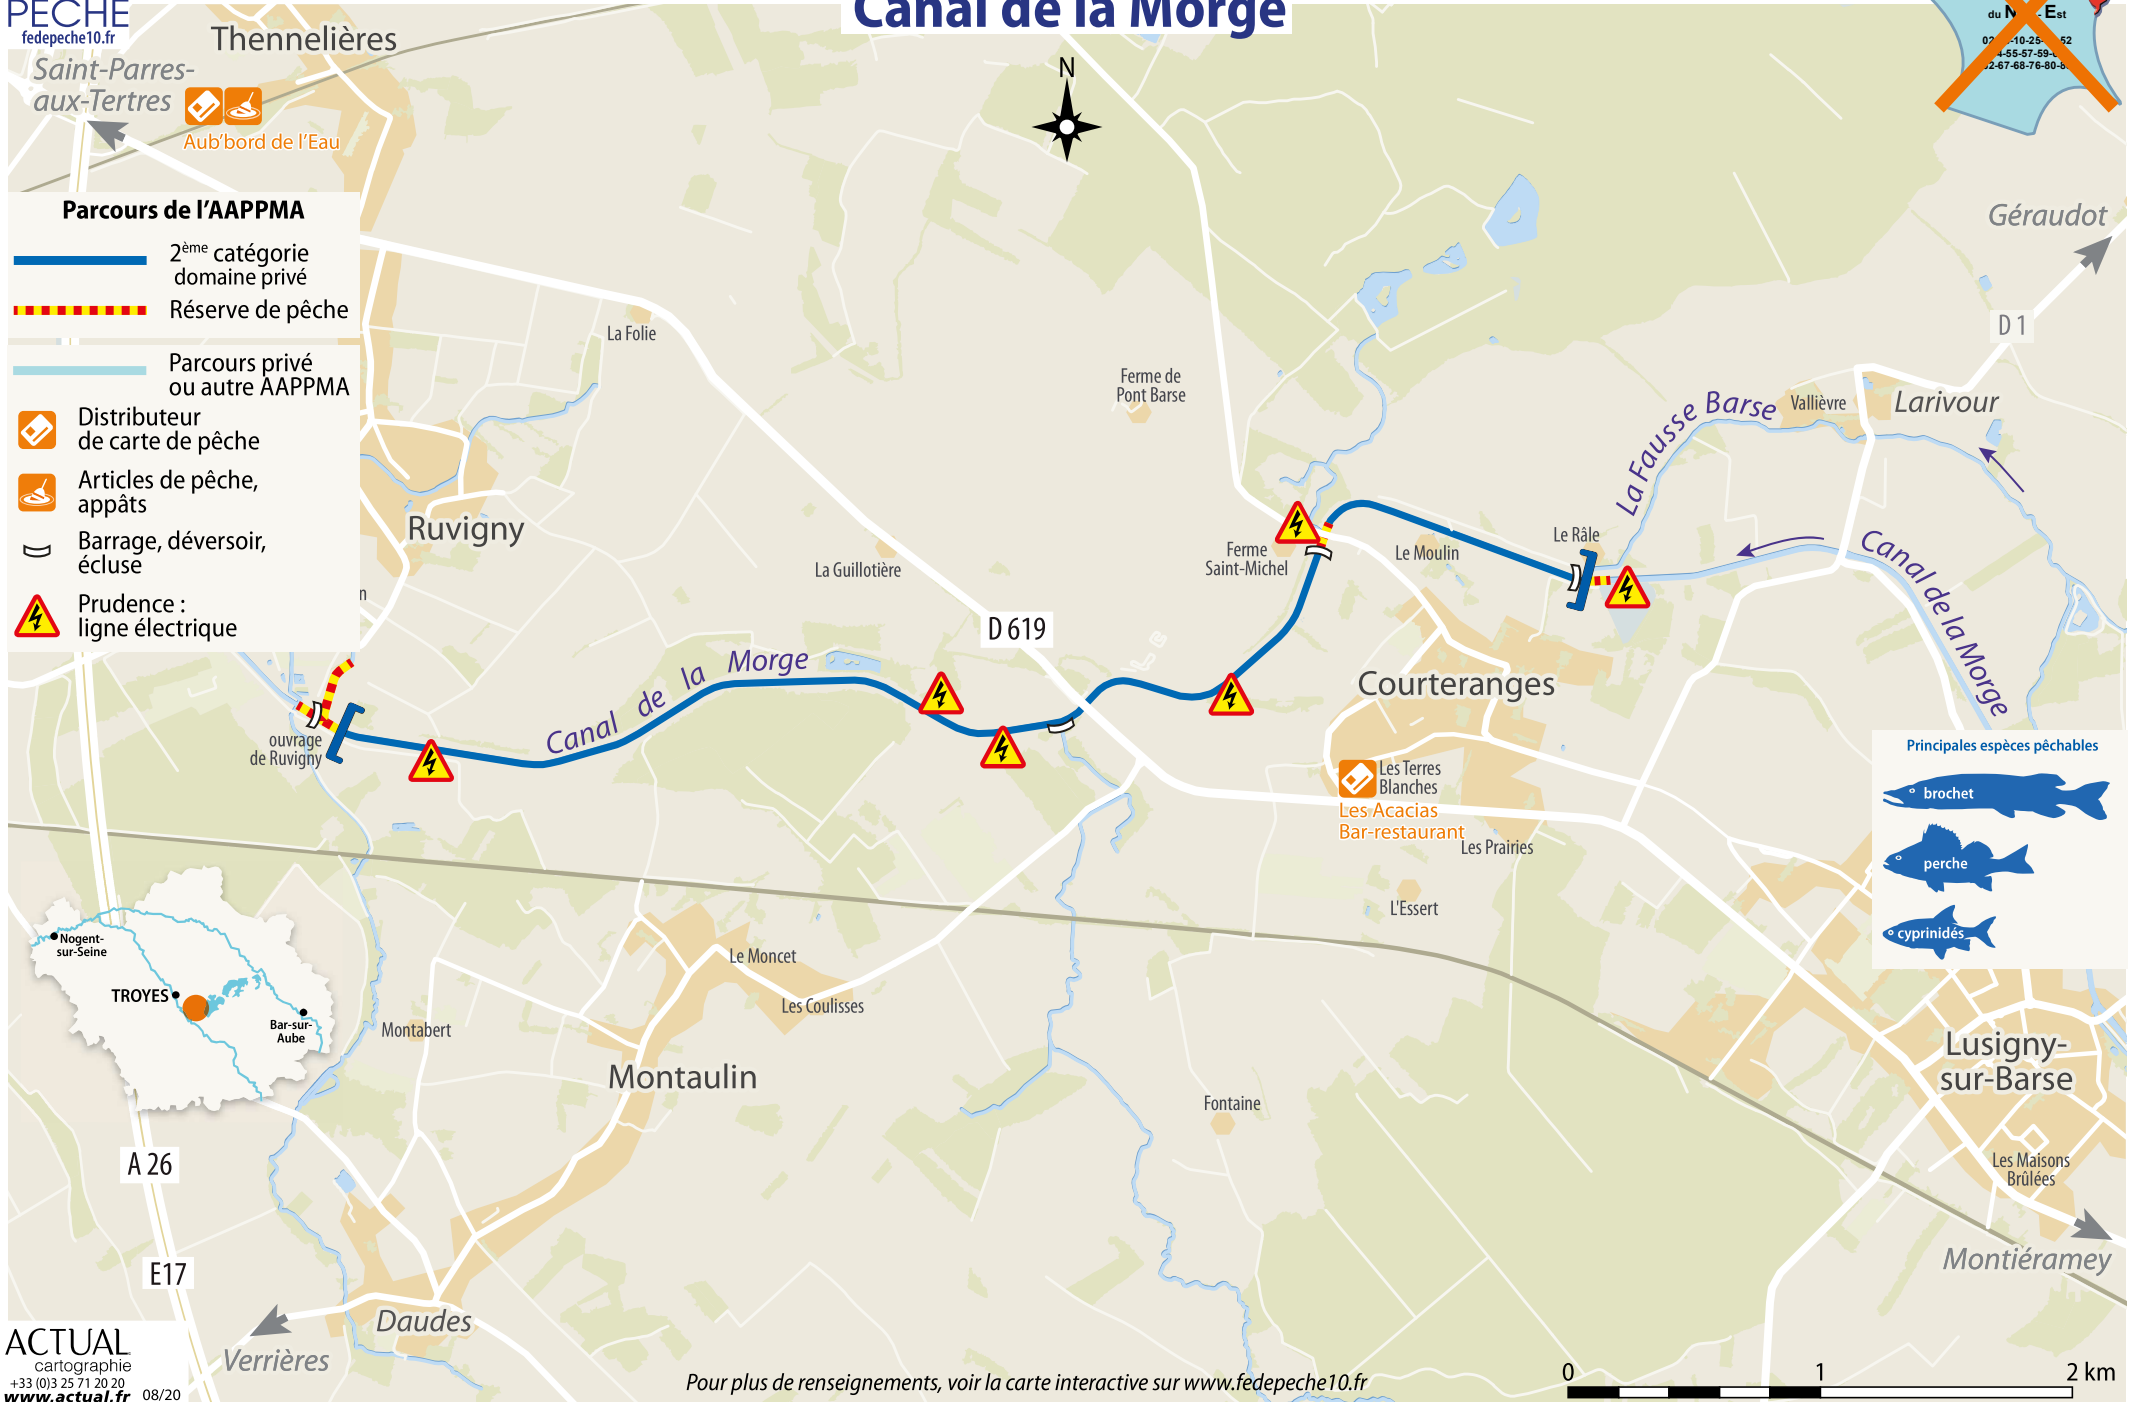 PECHE
fedepeche10.fr
Canal de la Morge
du N - Est
Thennelières
Saint-Parres-
aux-Tertres
Aub'bord de l'Eau
N
Géraudot
D 1
Parcours de l'AAPPMA
2ème catégorie
domaine privé
Réserve de pêche
Parcours privé
ou autre AAPPMA
Distributeur
de carte de pêche
Articles de pêche,
appâts
Barrage, déversoir,
écluse
Prudence :
ligne électrique
La Folie
Ferme de
Pont Barse
La Fausse Barse
Vallièvre
Larivour
Ruvigny
La Guillotière
Ferme
Saint-Michel
Le Moulin
Le Râle
Canal de la Morge
D 619
Canal de la Morge
Courteranges
ouvrage
de Ruvigny
Les Terres
Blanches
Les Acacias
Bar-restaurant
Les Prairies
L'Essert
Principales espèces pêchables
brochet
perche
cyprinidés
Nogent-
sur-Seine
TROYES
Bar-sur-
Aube
Le Moncet
Les Coulisses
Montabert
Montaulin
Fontaine
Lusigny-
sur-Barse
Les Maisons
Brûlées
Montiéramey
A 26
E17
Daudes
Verrières
ACTUAL
cartographie
+33 (0)3 25 71 20 20
www.actual.fr
08/20
Pour plus de renseignements, voir la carte interactive sur www.fedepeche10.fr
0 1 2 km